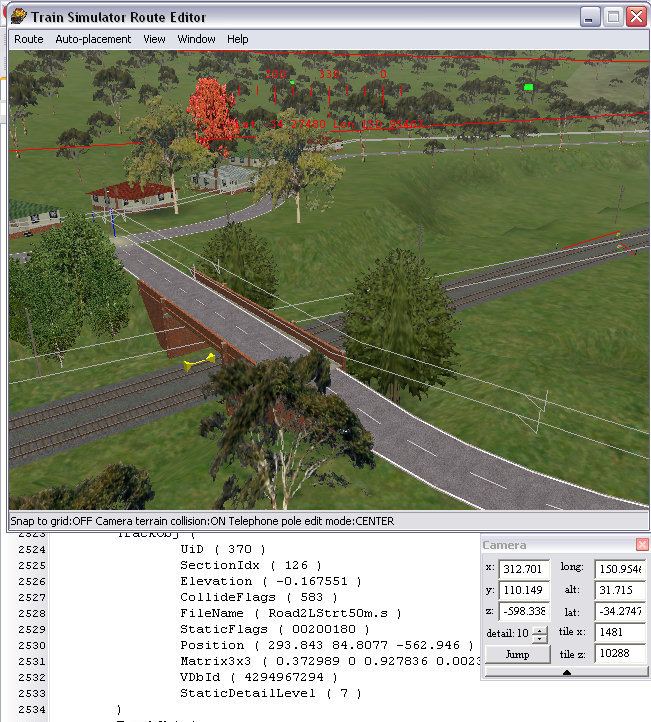 Train Simulator Route Editor
Route Auto-placement View Window Help
Snap to grid:OFF Camera terrain collision:ON Telephone pole edit mode:CENTER
2523 TrackObj (
2524 UiD ( 370 )
2525 SectionIdx ( 126 )
2526 Elevation ( -0.167551 )
2527 CollideFlags ( 583 )
2528 FileName ( Road2LStrt50m.s )
2529 StaticFlags ( 00200180 )
2530 Position ( 293.843 84.8077 -562.946 )
2531 Matrix3x3 ( 0.372989 0 0.927836 0.0023
2532 VDbId ( 4294967294 )
2533 StaticDetailLevel ( 7 )
2534 )
Camera
x: 312.701 long: 150.9546
y: 110.149 alt: 31.715
z: -598.338 lat: -34.2747
detail: 10 tile x: 1481
Jump tile z: 10288